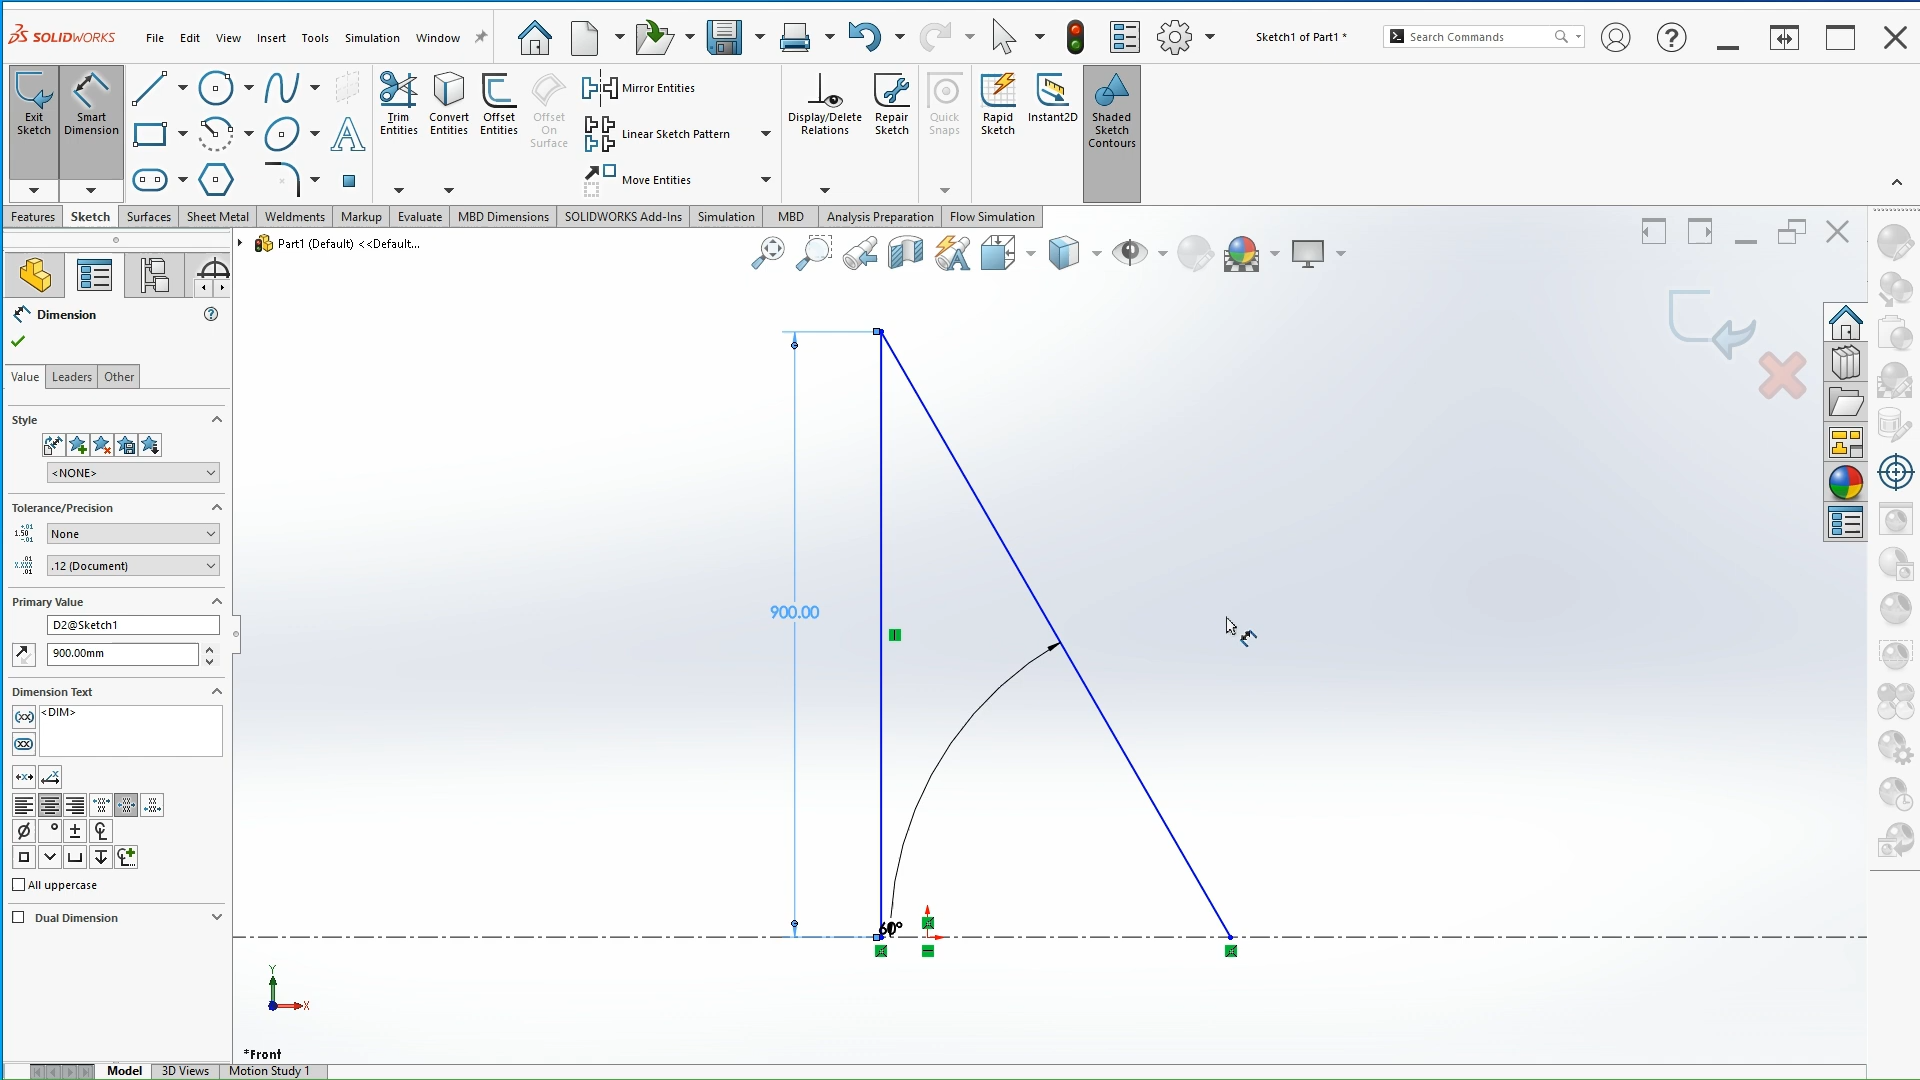 SOLIDWORKS
File Edit View Insert Tools Simulation Window
Sketch1 of Part1 *
Search Commands
Exit Sketch
Smart Dimension
Trim Entities
Convert Entities
Offset Entities
Offset On Surface
Mirror Entities
Linear Sketch Pattern
Move Entities
Display/Delete Relations
Repair Sketch
Quick Snaps
Rapid Sketch
Instant2D
Shaded Sketch Contours
Features Sketch Surfaces Sheet Metal Weldments Markup Evaluate MBD Dimensions SOLIDWORKS Add-Ins Simulation MBD Analysis Preparation Flow Simulation
Part1 (Default) <<Default...
Dimension
Value Leaders Other
Style
<NONE>
Tolerance/Precision
None
.12 (Document)
Primary Value
D2@Sketch1
900.00mm
Dimension Text
<DIM>
All uppercase
Dual Dimension
900.00
60°
Y
X
*Front
Model 3D Views Motion Study 1